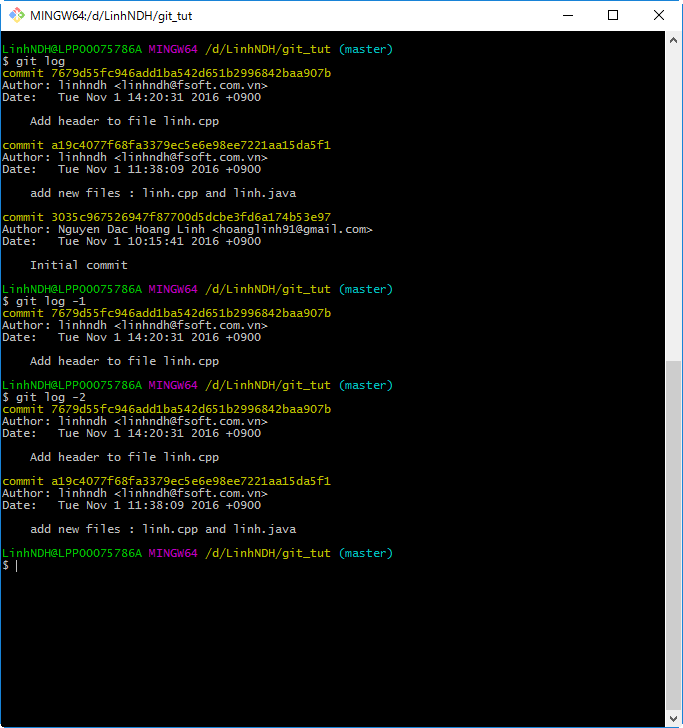 MINGW64:/d/LinhNDH/git_tut
LinhNDH@LPP00075786A MINGW64 /d/LinhNDH/git_tut (master)
$ git log
commit 7679d55fc946add1ba542d651b2996842baa907b
Author: linhndh <linhndh@fsoft.com.vn>
Date:   Tue Nov 1 14:20:31 2016 +0900
    Add header to file linh.cpp
commit a19c4077f68fa3379ec5e6e98ee7221aa15da5f1
Author: linhndh <linhndh@fsoft.com.vn>
Date:   Tue Nov 1 11:38:09 2016 +0900
    add new files : linh.cpp and linh.java
commit 3035c967526947f87700d5dcbe3fd6a174b53e97
Author: Nguyen Dac Hoang Linh <hoanglinh91@gmail.com>
Date:   Tue Nov 1 10:15:41 2016 +0900
    Initial commit
LinhNDH@LPP00075786A MINGW64 /d/LinhNDH/git_tut (master)
$ git log -1
commit 7679d55fc946add1ba542d651b2996842baa907b
Author: linhndh <linhndh@fsoft.com.vn>
Date:   Tue Nov 1 14:20:31 2016 +0900
    Add header to file linh.cpp
LinhNDH@LPP00075786A MINGW64 /d/LinhNDH/git_tut (master)
$ git log -2
commit 7679d55fc946add1ba542d651b2996842baa907b
Author: linhndh <linhndh@fsoft.com.vn>
Date:   Tue Nov 1 14:20:31 2016 +0900
    Add header to file linh.cpp
commit a19c4077f68fa3379ec5e6e98ee7221aa15da5f1
Author: linhndh <linhndh@fsoft.com.vn>
Date:   Tue Nov 1 11:38:09 2016 +0900
    add new files : linh.cpp and linh.java
LinhNDH@LPP00075786A MINGW64 /d/LinhNDH/git_tut (master)
$